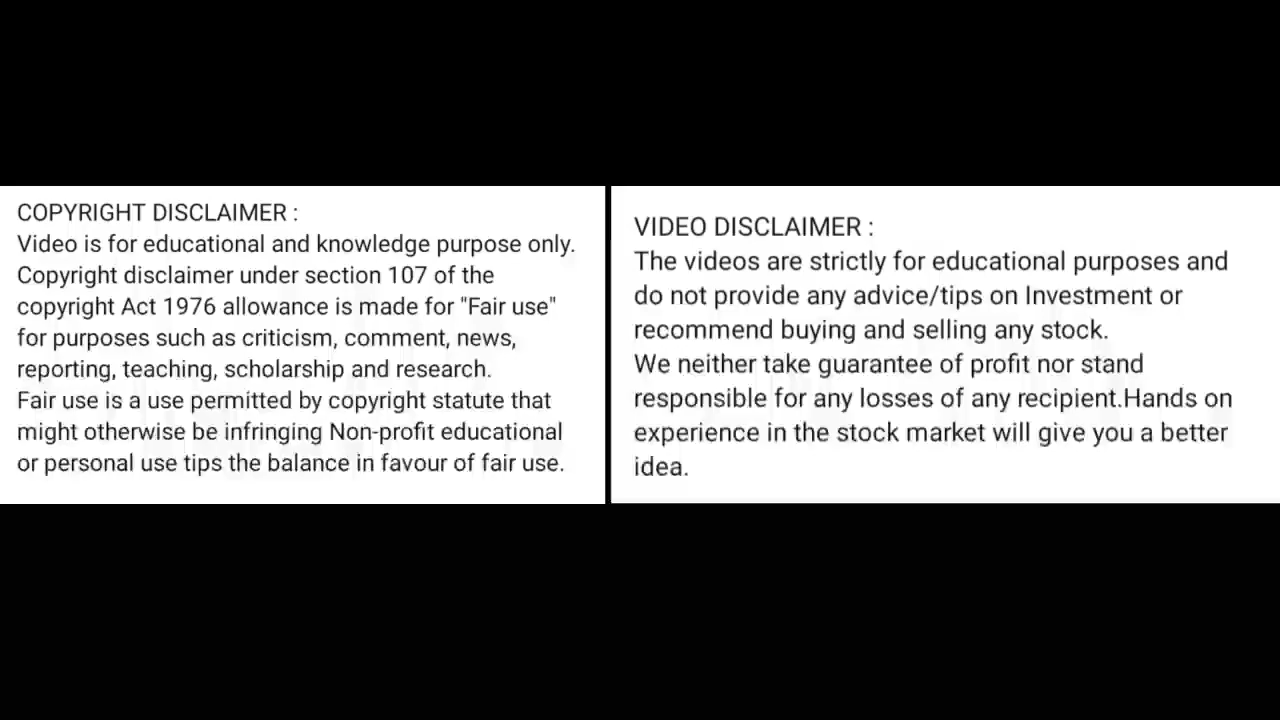 COPYRIGHT DISCLAIMER :
Video is for educational and knowledge purpose only.
Copyright disclaimer under section 107 of the
copyright Act 1976 allowance is made for "Fair use"
for purposes such as criticism, comment, news,
reporting, teaching, scholarship and research.
Fair use is a use permitted by copyright statute that
might otherwise be infringing Non-profit educational
or personal use tips the balance in favour of fair use.
VIDEO DISCLAIMER :
The videos are strictly for educational purposes and
do not provide any advice/tips on Investment or
recommend buying and selling any stock.
We neither take guarantee of profit nor stand
responsible for any losses of any recipient.Hands on
experience in the stock market will give you a better
idea.